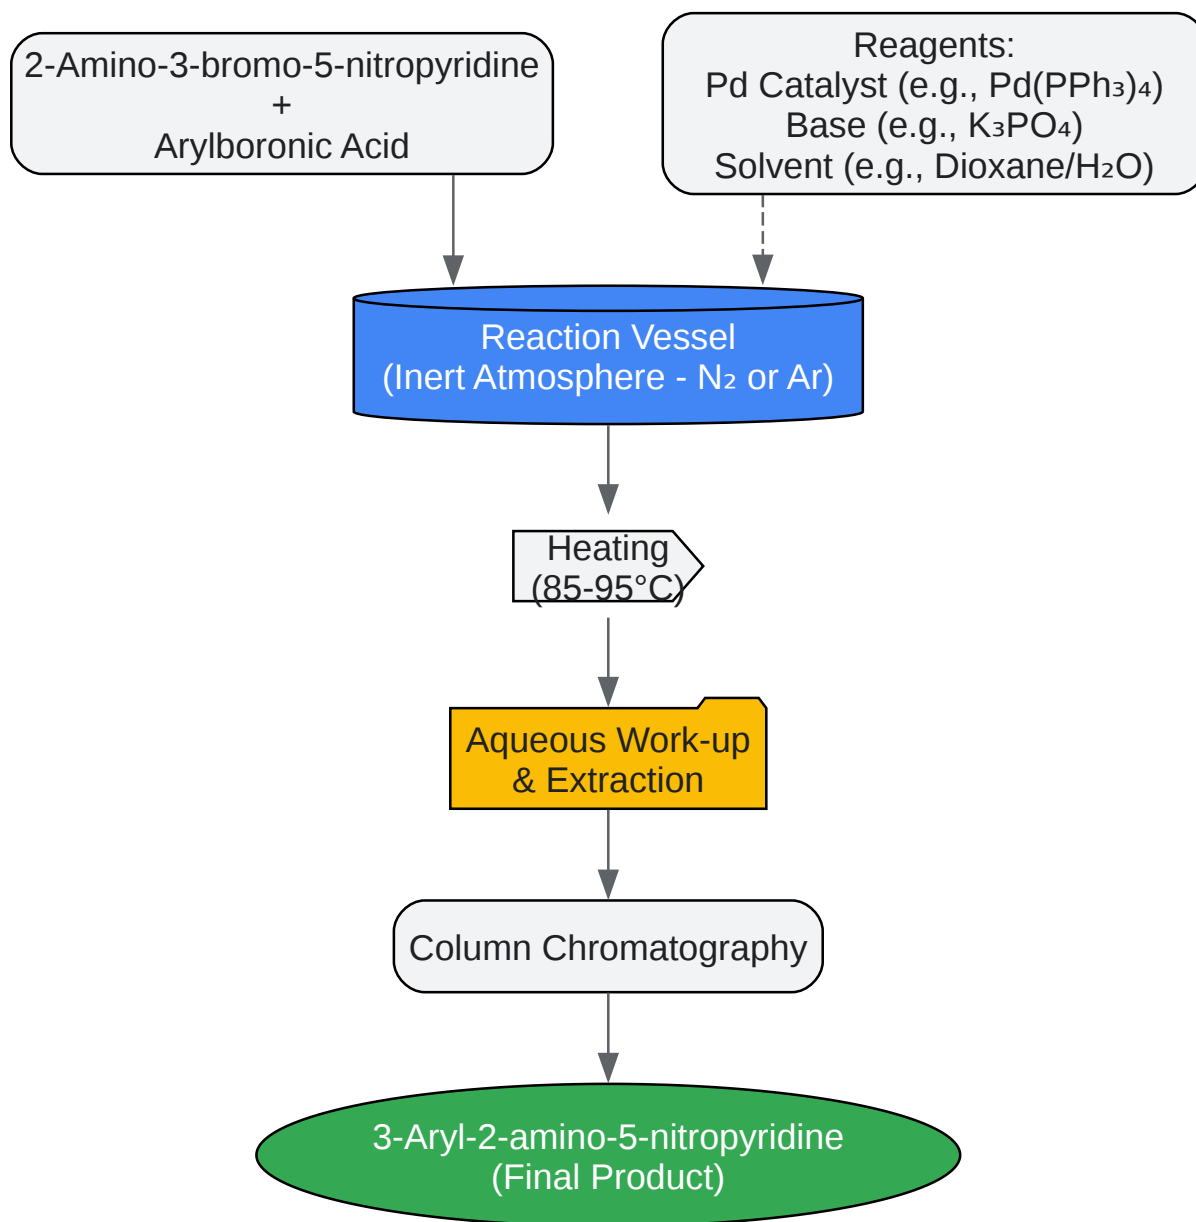 2-Amino-3-bromo-5-nitropyridine
+
Arylboronic Acid
Reagents:
Pd Catalyst (e.g., Pd(PPh₃)₄)
Base (e.g., K₃PO₄)
Solvent (e.g., Dioxane/H₂O)
Reaction Vessel
(Inert Atmosphere - N₂ or Ar)
Heating
(85-95°C)
Aqueous Work-up
& Extraction
Column Chromatography
3-Aryl-2-amino-5-nitropyridine
(Final Product)